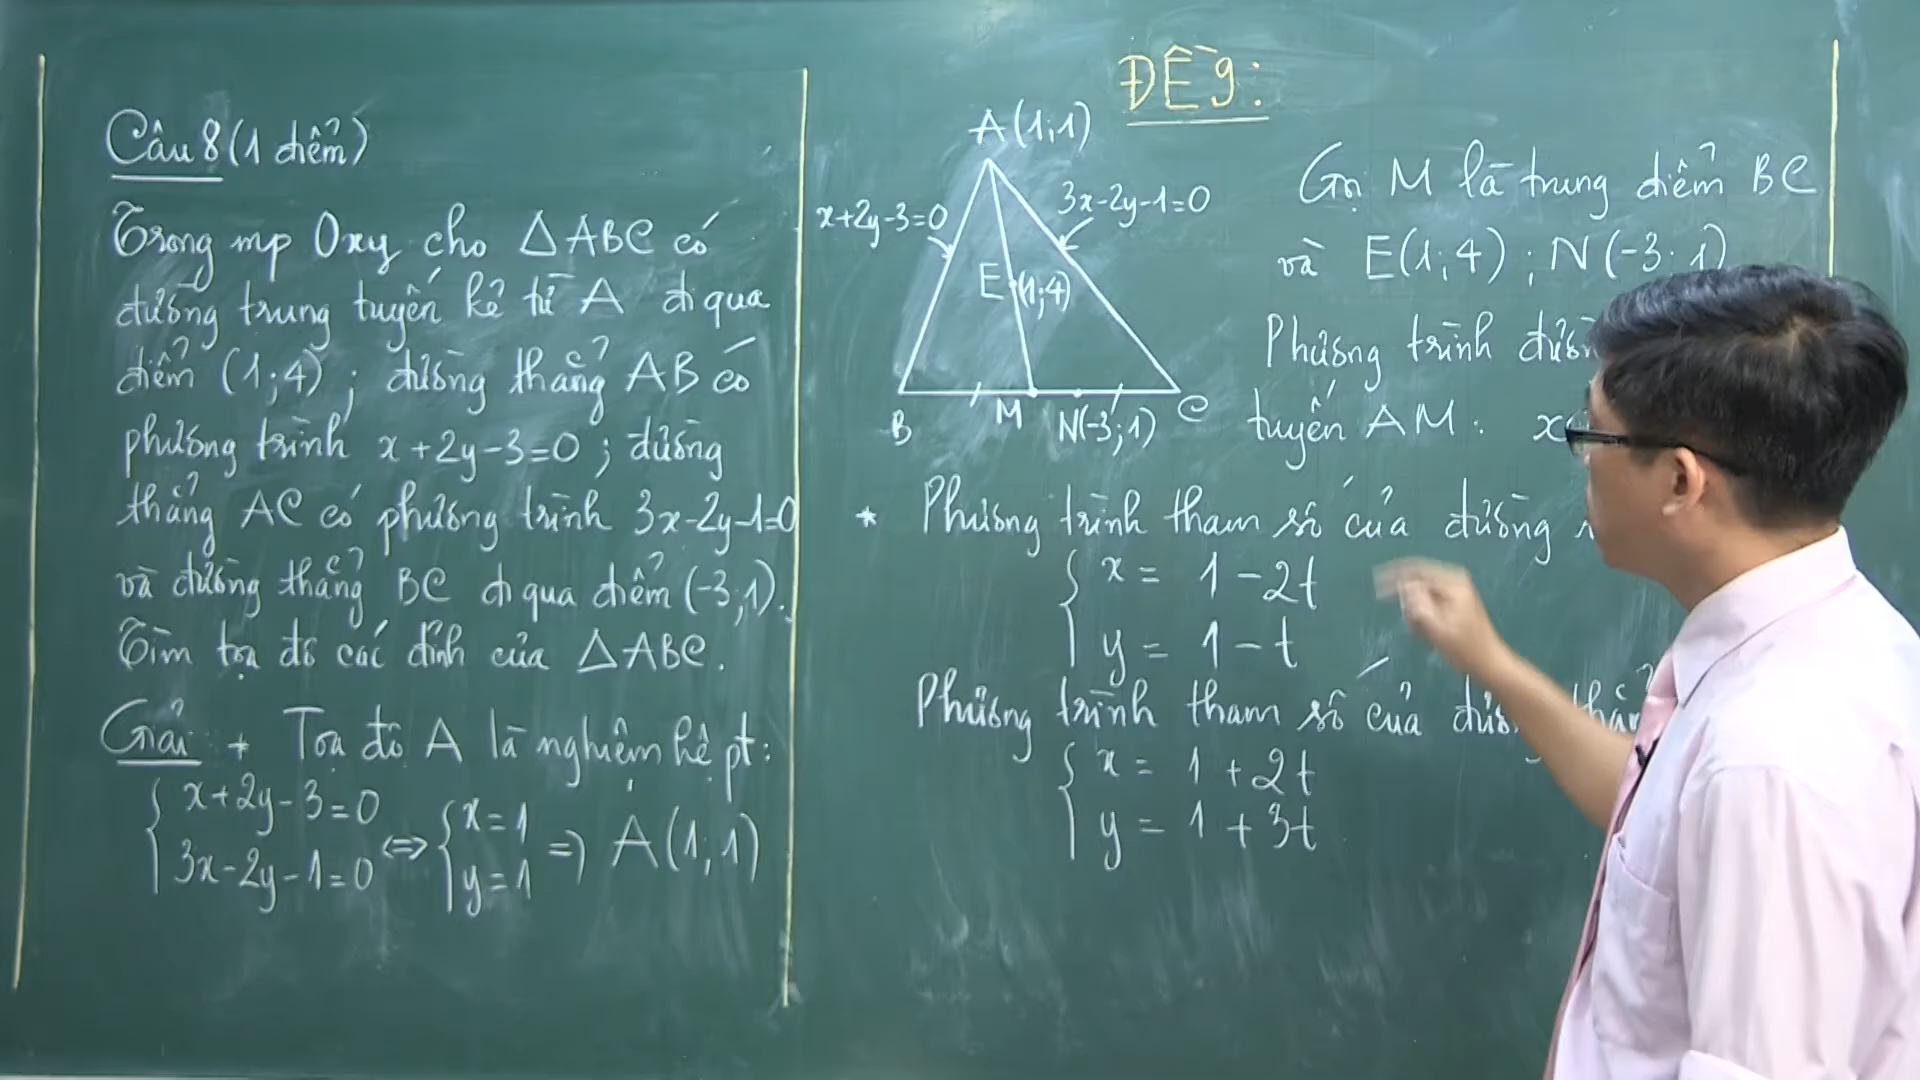 Câu 8 (1 điểm)
Trong mp Oxy cho △ABC có
đường trung tuyến kẻ từ A đi qua
điểm (1;4) ; đường thẳng AB có
phương trình x+2y-3=0 ; đường
thẳng AC có phương trình 3x-2y-1=0
và đường thẳng BC đi qua điểm (-3;1).
Tìm tọa độ các đỉnh của △ABC.
Giải + Tọa độ A là nghiệm hệ pt:
{ x+2y-3=0
3x-2y-1=0 ⇔ { x=1
y=1 ⇒ A(1;1)
ĐỀ 9:
A(1;1)
x+2y-3=0
3x-2y-1=0
E(1;4)
B M N(-3;1) C
Gọi M là trung điểm BC
và E(1;4) ; N(-3;1)
Phương trình
tuyến AM: x
* Phương trình tham số của đường
{ x = 1-2t
y = 1-t
Phương trình tham số của
{ x = 1+2t
y = 1+3t